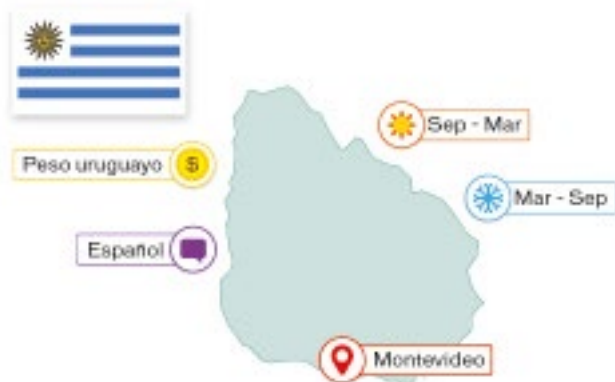 Sep - Mar
Peso uruguayo
$
Mar - Sep
Español
Montevideo